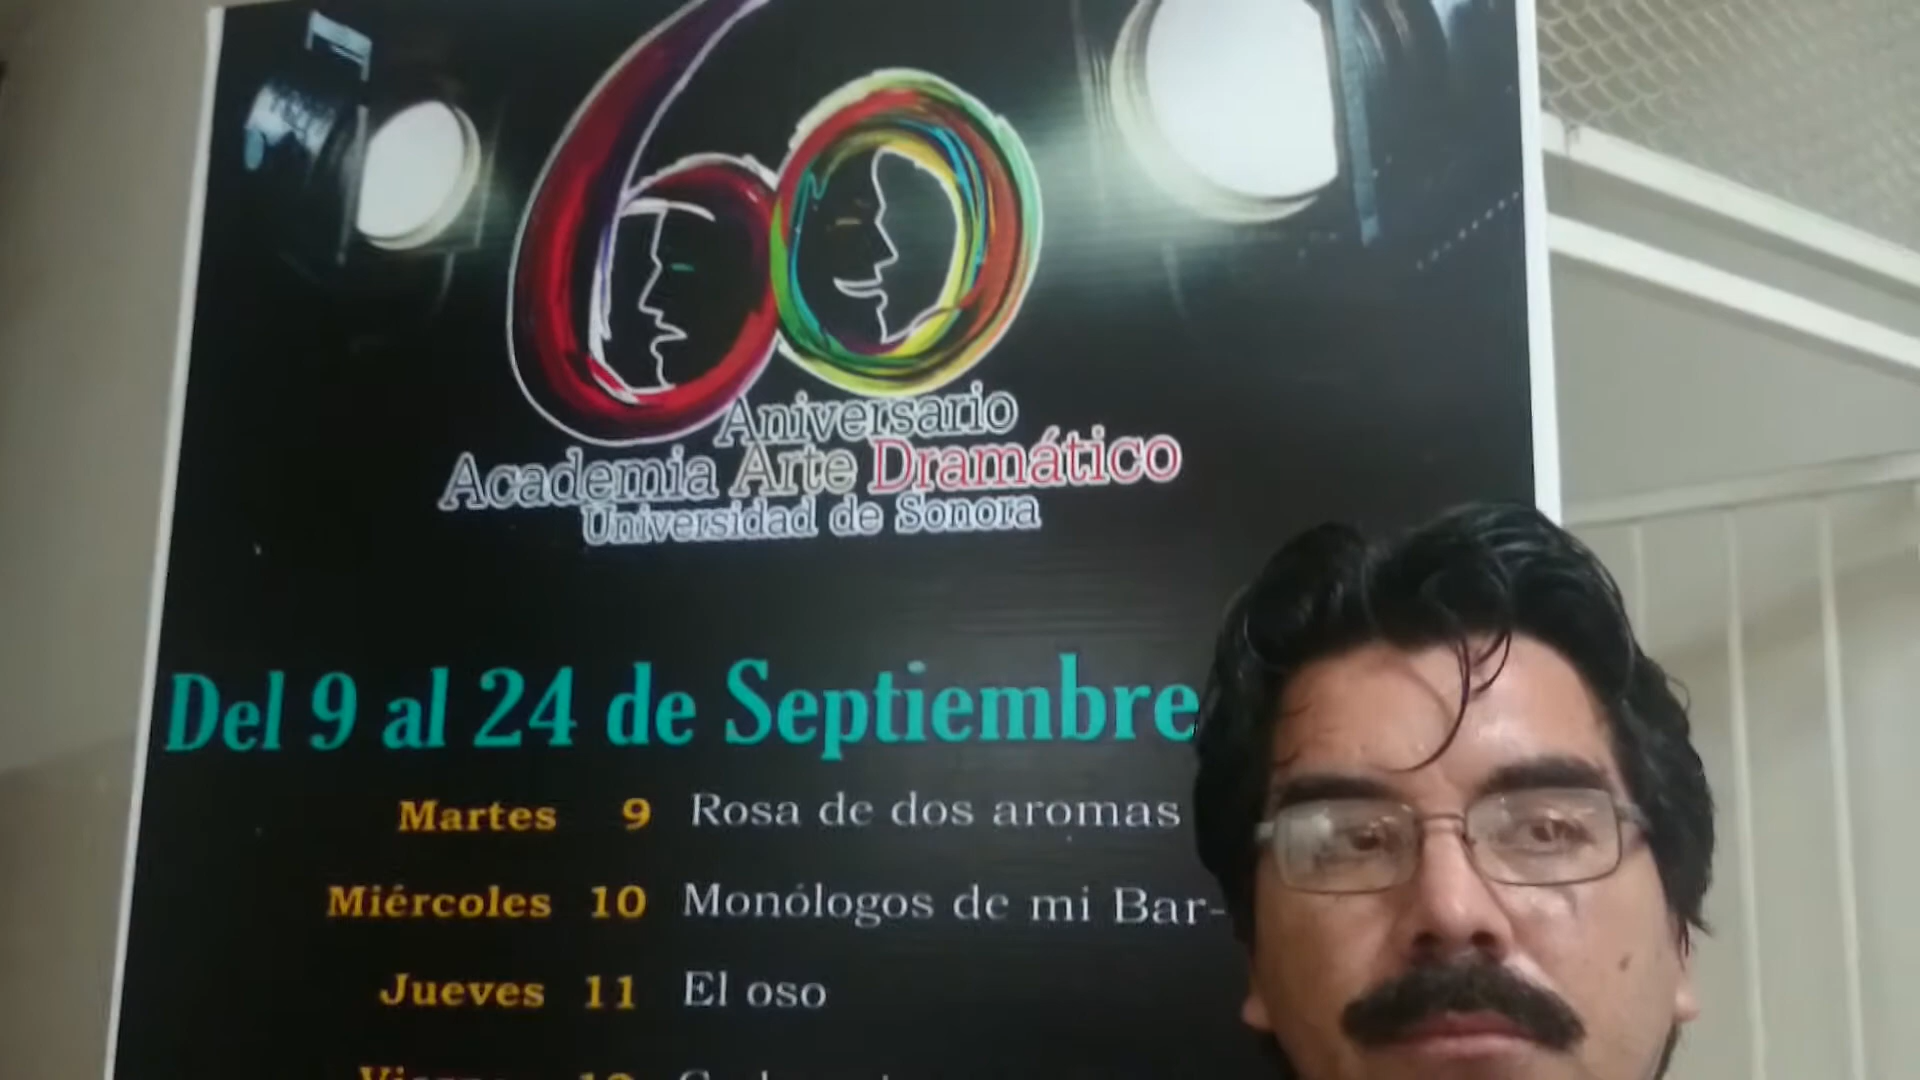 60
Aniversario
Academia Arte Dramático
Universidad de Sonora
Del 9 al 24 de Septiembre
Martes 9 Rosa de dos aromas
Miércoles 10 Monólogos de mi Bar-
Jueves 11 El oso